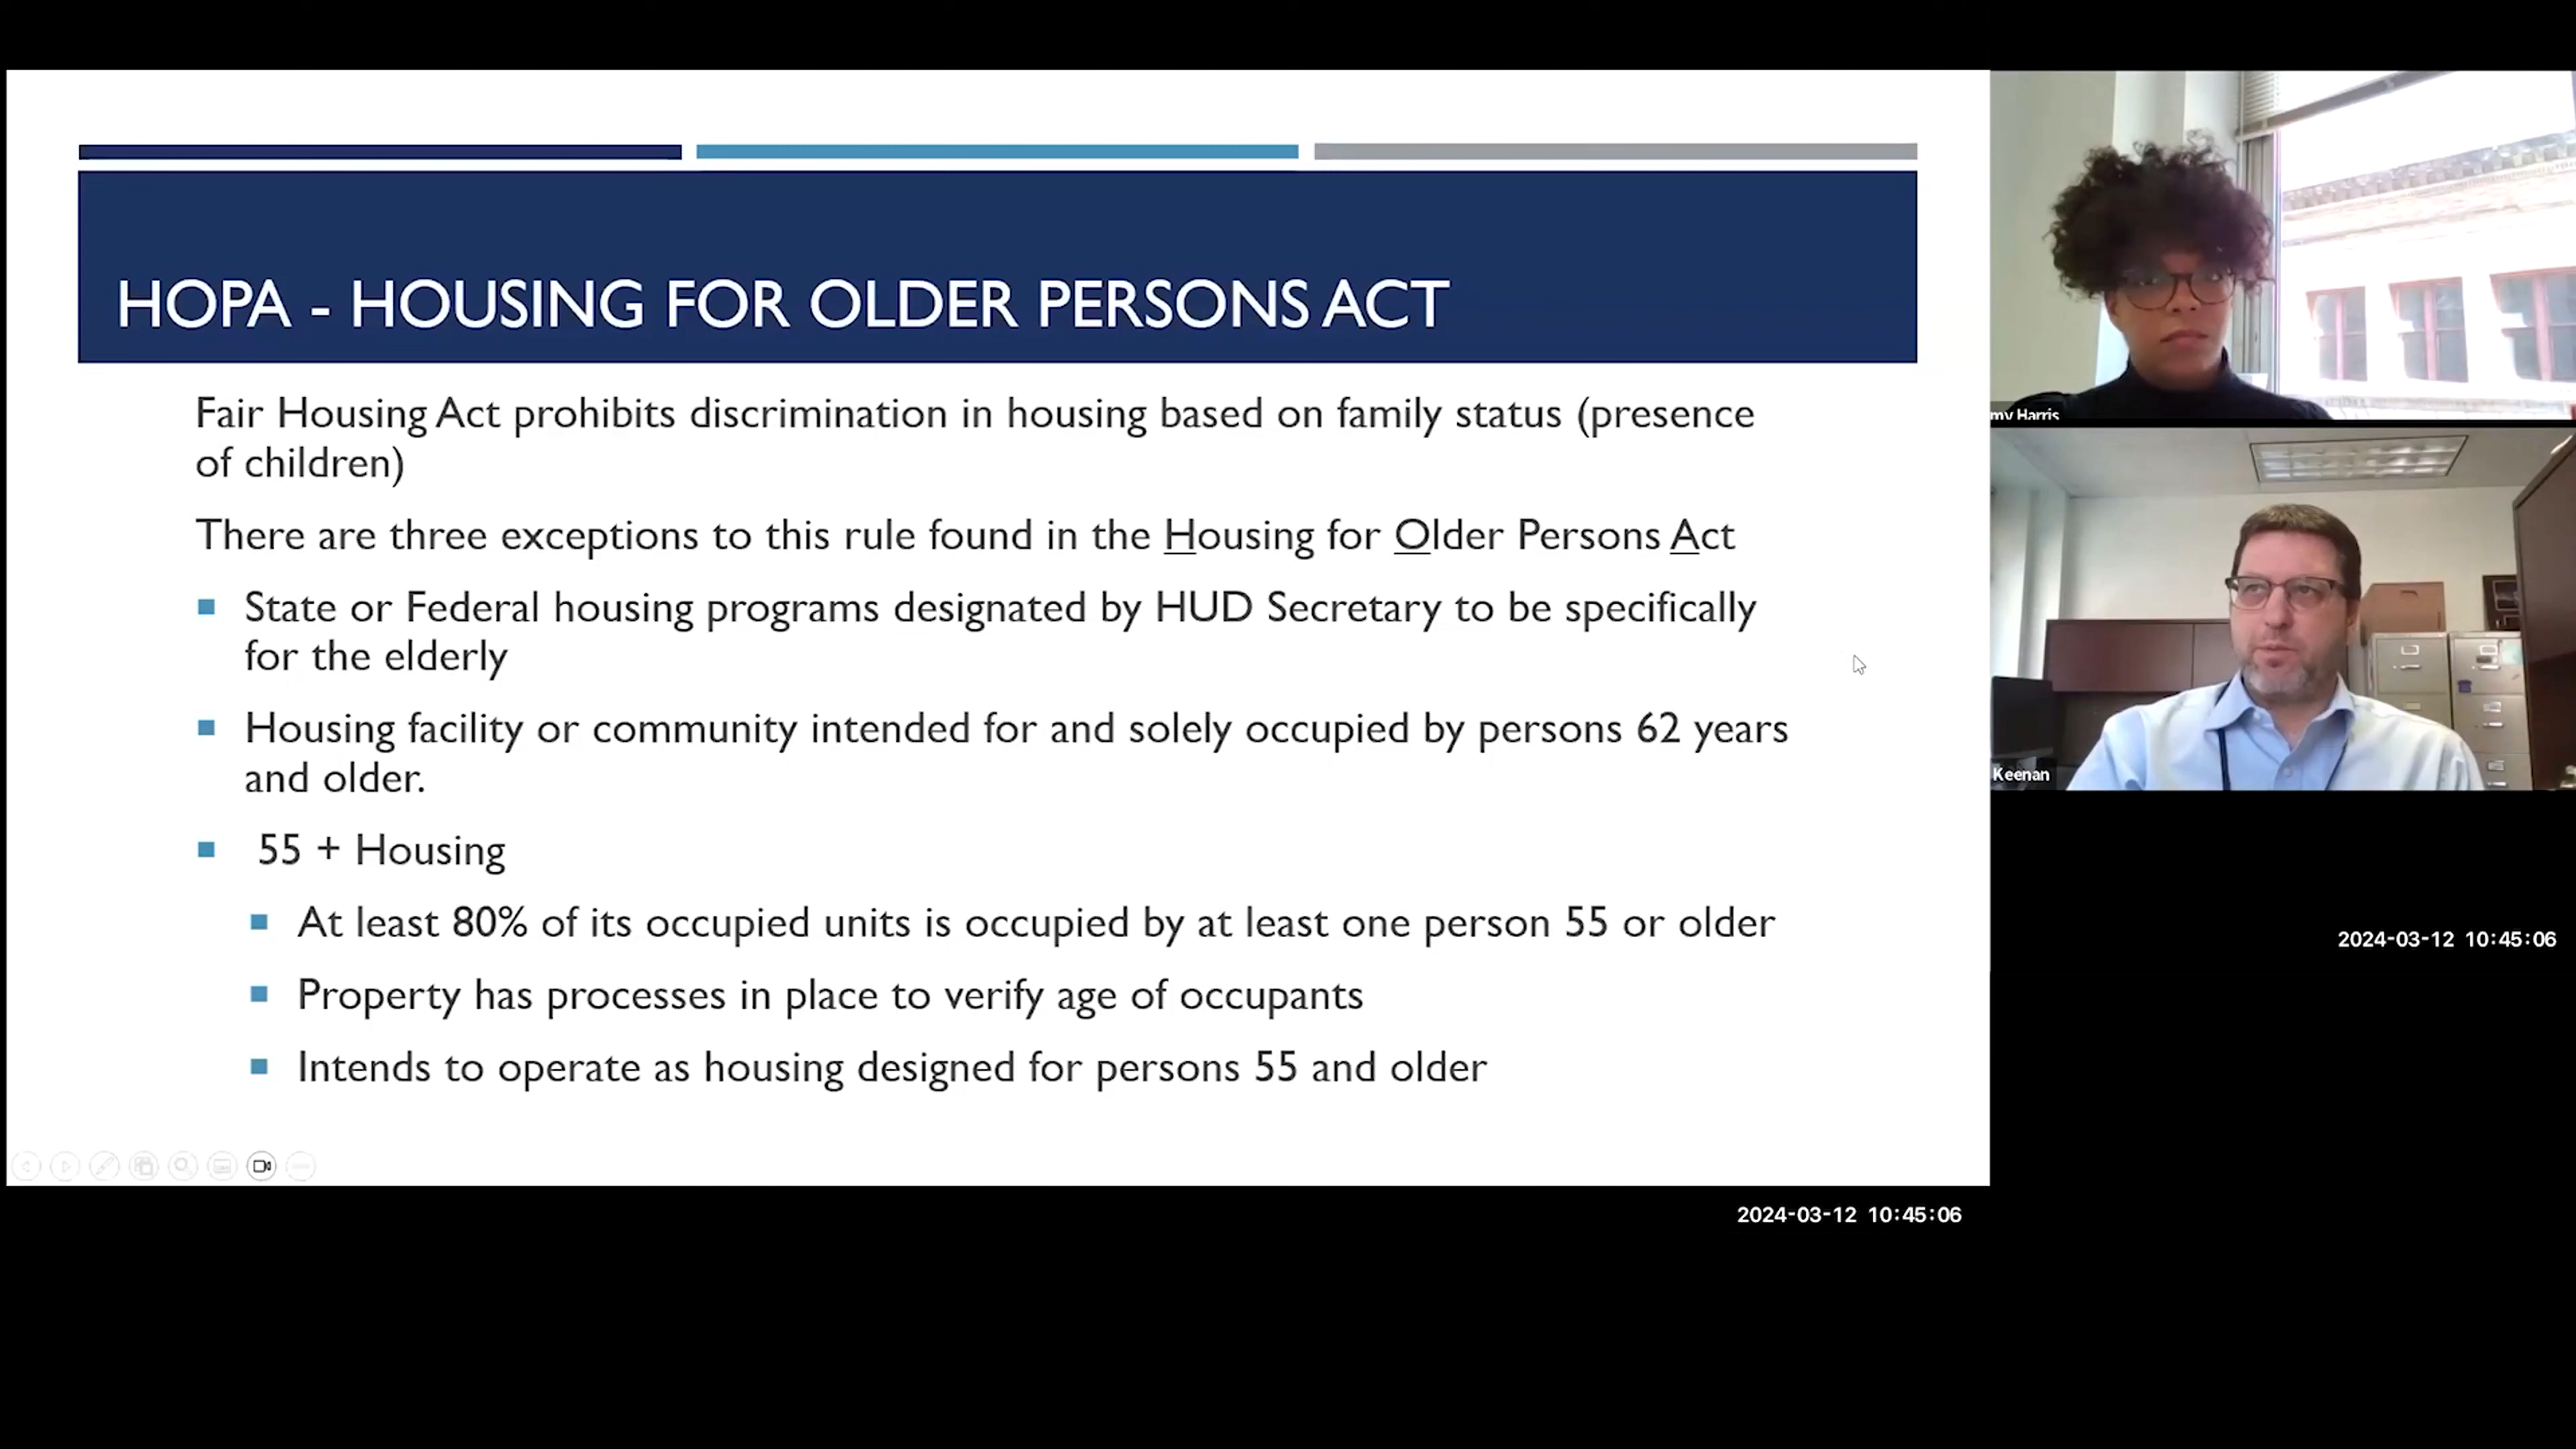 HOPA - HOUSING FOR OLDER PERSONS ACT
Fair Housing Act prohibits discrimination in housing based on family status (presence
of children)
There are three exceptions to this rule found in the Housing for Older Persons Act
State or Federal housing programs designated by HUD Secretary to be specifically
for the elderly
Housing facility or community intended for and solely occupied by persons 62 years
and older.
55 + Housing
At least 80% of its occupied units is occupied by at least one person 55 or older
Property has processes in place to verify age of occupants
Intends to operate as housing designed for persons 55 and older
my Harris
Keenan
2024-03-12 10:45:06
2024-03-12 10:45:06